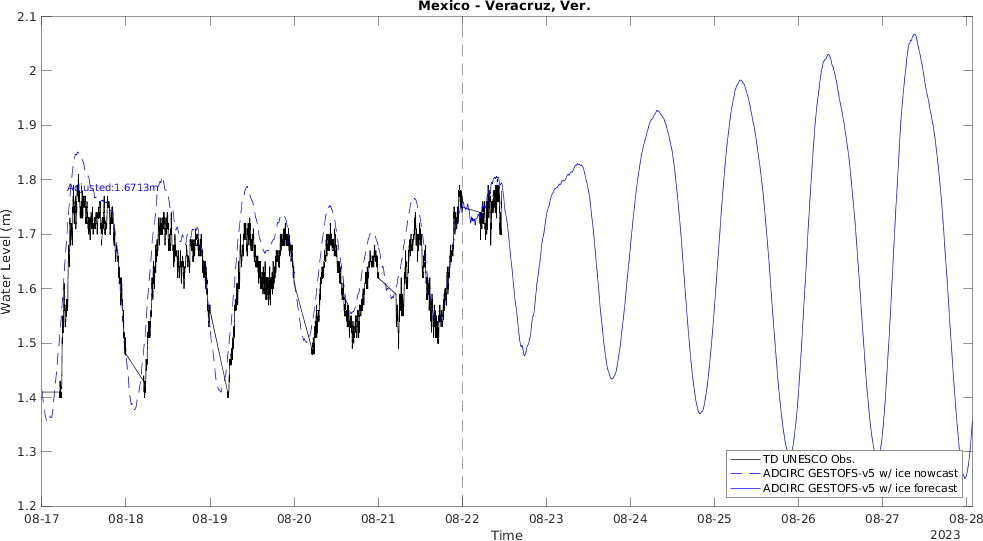 Mexico - Veracruz, Ver.
2.1
2
1.9
1.8
1.7
1.6
1.5
1.4
1.3
1.2
Water Level (m)
Adjusted:1.6713m
TD UNESCO Obs.
ADCIRC GESTOFS-v5 w/ ice nowcast
ADCIRC GESTOFS-v5 w/ ice forecast
08-17 08-18 08-19 08-20 08-21 08-22 08-23 08-24 08-25 08-26 08-27 08-28
Time
2023